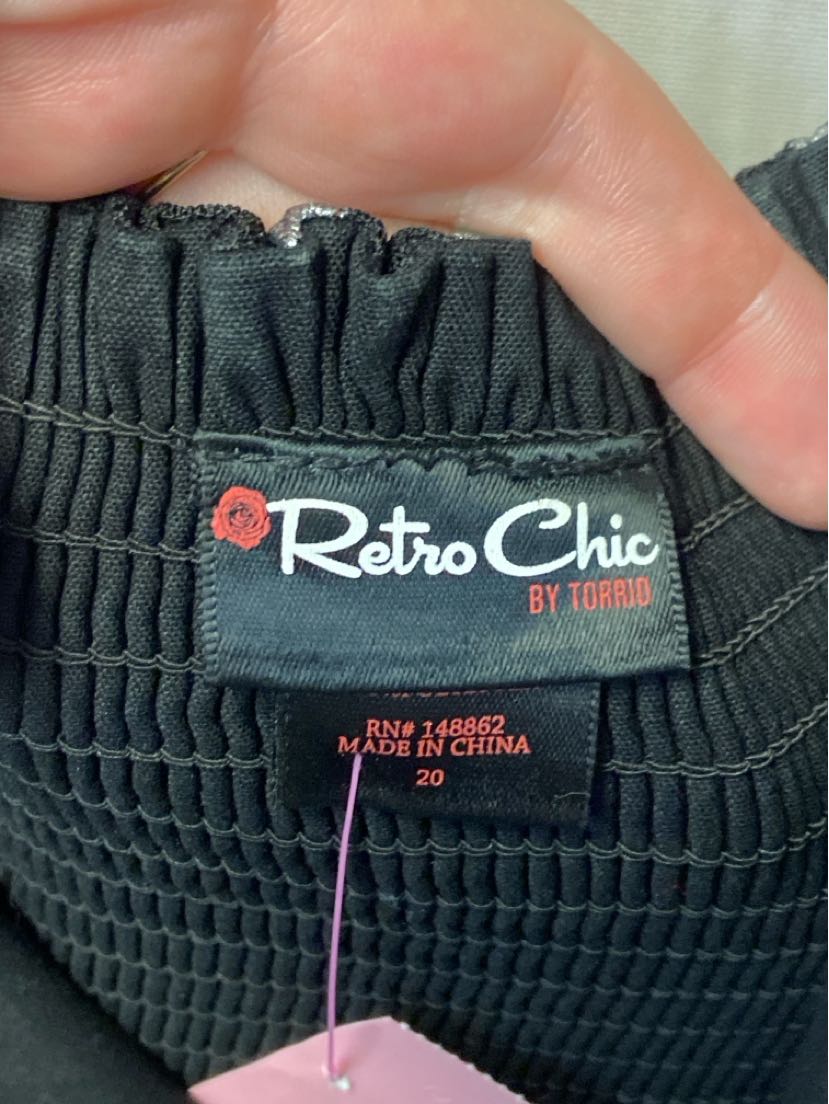 Retro Chic
BY TORRID
RN# 148862
MADE IN CHINA
20